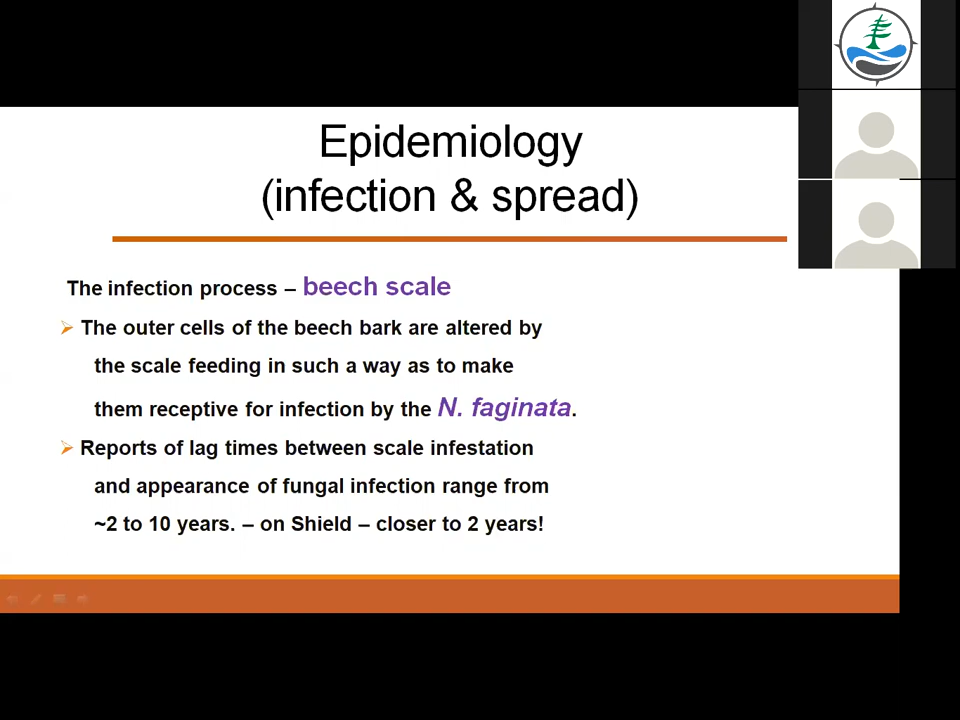 Epidemiology
(infection & spread)
The infection process – beech scale
➢ The outer cells of the beech bark are altered by
the scale feeding in such a way as to make
them receptive for infection by the N. faginata.
➢ Reports of lag times between scale infestation
and appearance of fungal infection range from
~2 to 10 years. – on Shield – closer to 2 years!